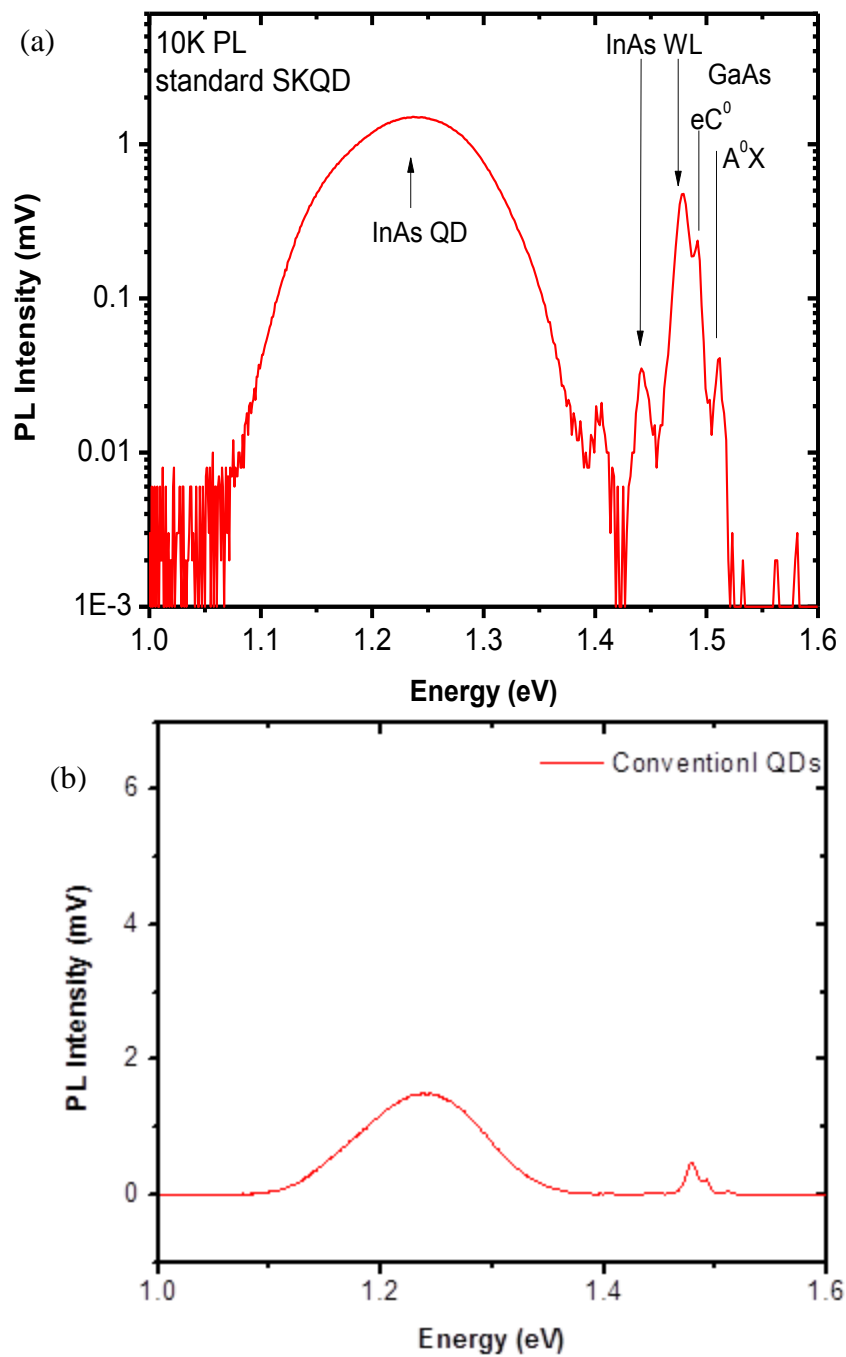 (a)
10K PL
standard SKQD
InAs WL
GaAs
eC⁰
A⁰X
InAs QD
1
0.1
0.01
1E-3
PL Intensity (mV)
1.0 1.1 1.2 1.3 1.4 1.5 1.6
Energy (eV)
(b)
Conventionl QDs
6
4
2
0
PL Intensity (mV)
1.0 1.2 1.4 1.6
Energy (eV)